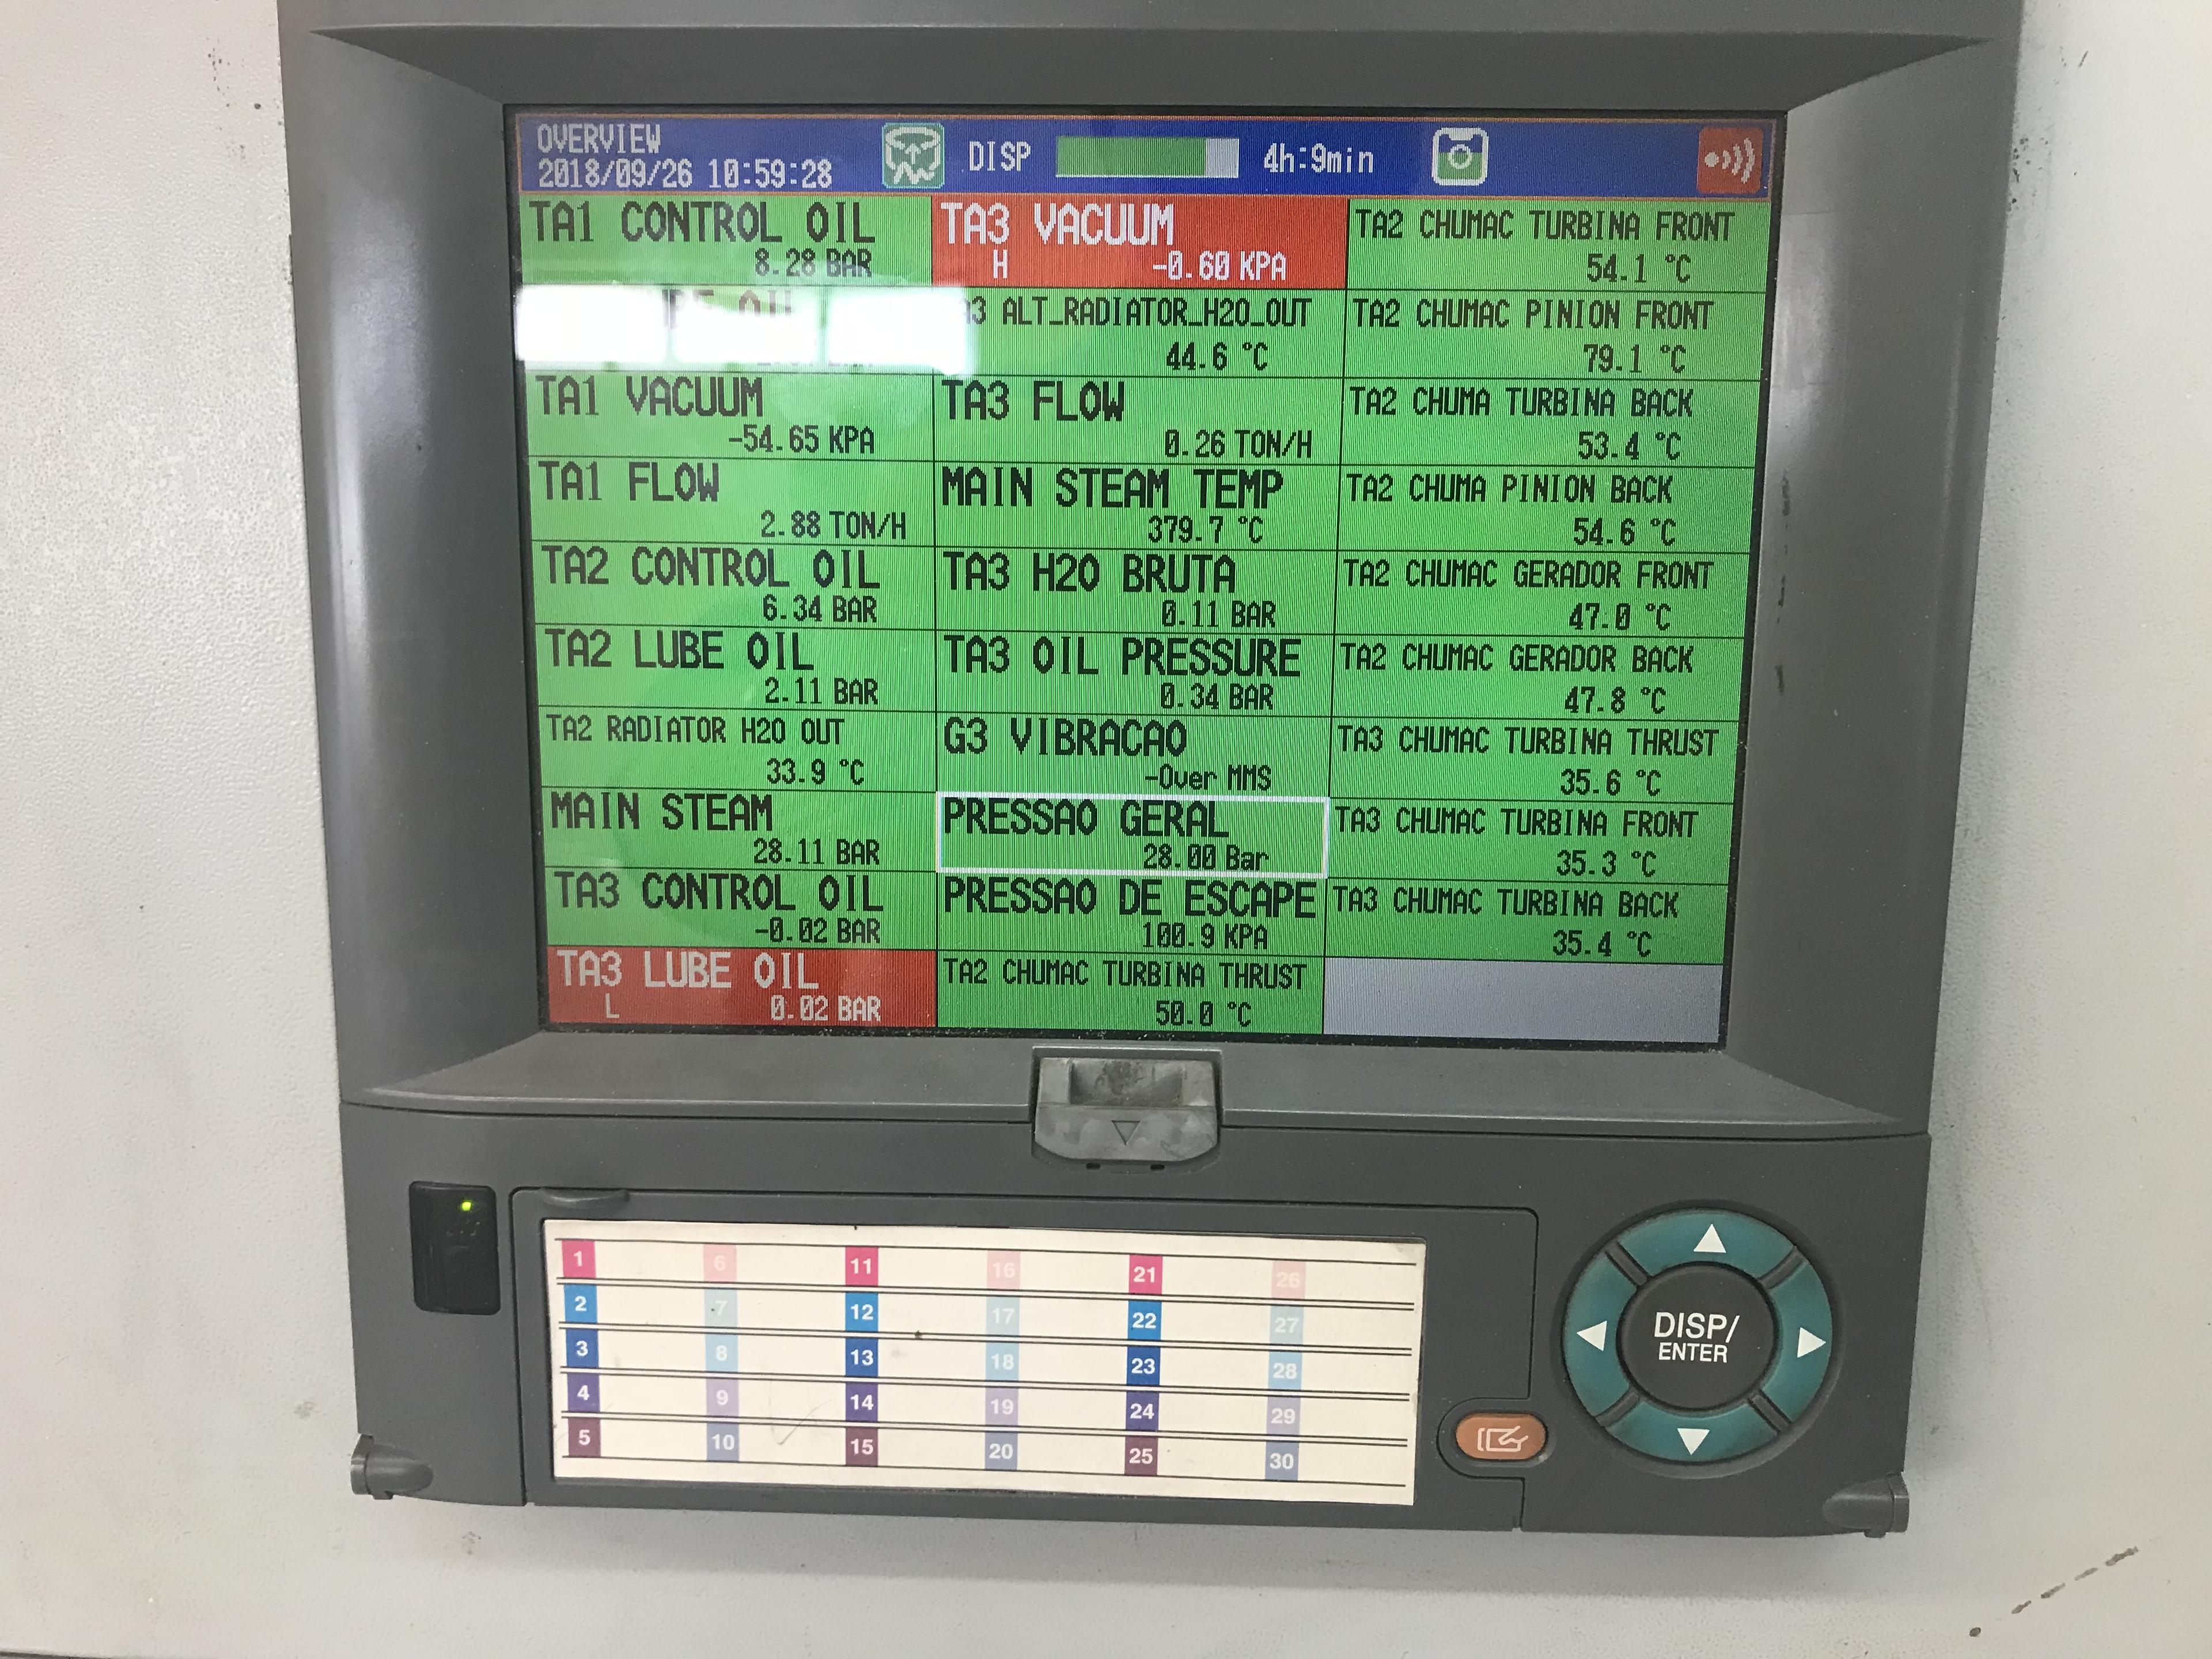 OVERVIEW
2018/09/26 10:59:28
DISP
4h:9min
TA1 CONTROL OIL
8.28 BAR
OIL
TA1 VACUUM
-54.65 KPA
TA1 FLOW
2.88 TON/H
TA2 CONTROL OIL
6.34 BAR
TA2 LUBE OIL
2.11 BAR
TA2 RADIATOR H2O OUT
33.9 °C
MAIN STEAM
28.11 BAR
TA3 CONTROL OIL
-0.02 BAR
TA3 LUBE OIL
L 0.02 BAR
TA3 VACUUM
H -0.60 KPA
ALT_RADIATOR_H2O_OUT
44.6 °C
TA3 FLOW
0.26 TON/H
MAIN STEAM TEMP
379.7 °C
TA3 H2O BRUTA
0.11 BAR
TA3 OIL PRESSURE
0.34 BAR
G3 VIBRACAO
-Over MMS
PRESSAO GERAL
28.00 Bar
PRESSAO DE ESCAPE
100.9 KPA
TA2 CHUMAC TURBINA THRUST
50.0 °C
TA2 CHUMAC TURBINA FRONT
54.1 °C
TA2 CHUMAC PINION FRONT
79.1 °C
TA2 CHUMA TURBINA BACK
53.4 °C
TA2 CHUMA PINION BACK
54.6 °C
TA2 CHUMAC GERADOR FRONT
47.0 °C
TA2 CHUMAC GERADOR BACK
47.8 °C
TA3 CHUMAC TURBINA THRUST
35.6 °C
TA3 CHUMAC TURBINA FRONT
35.3 °C
TA3 CHUMAC TURBINA BACK
35.4 °C
1 6 11 16 21 26
2 7 12 17 22 27
3 8 13 18 23 28
4 9 14 19 24 29
5 10 15 20 25 30
DISP/
ENTER